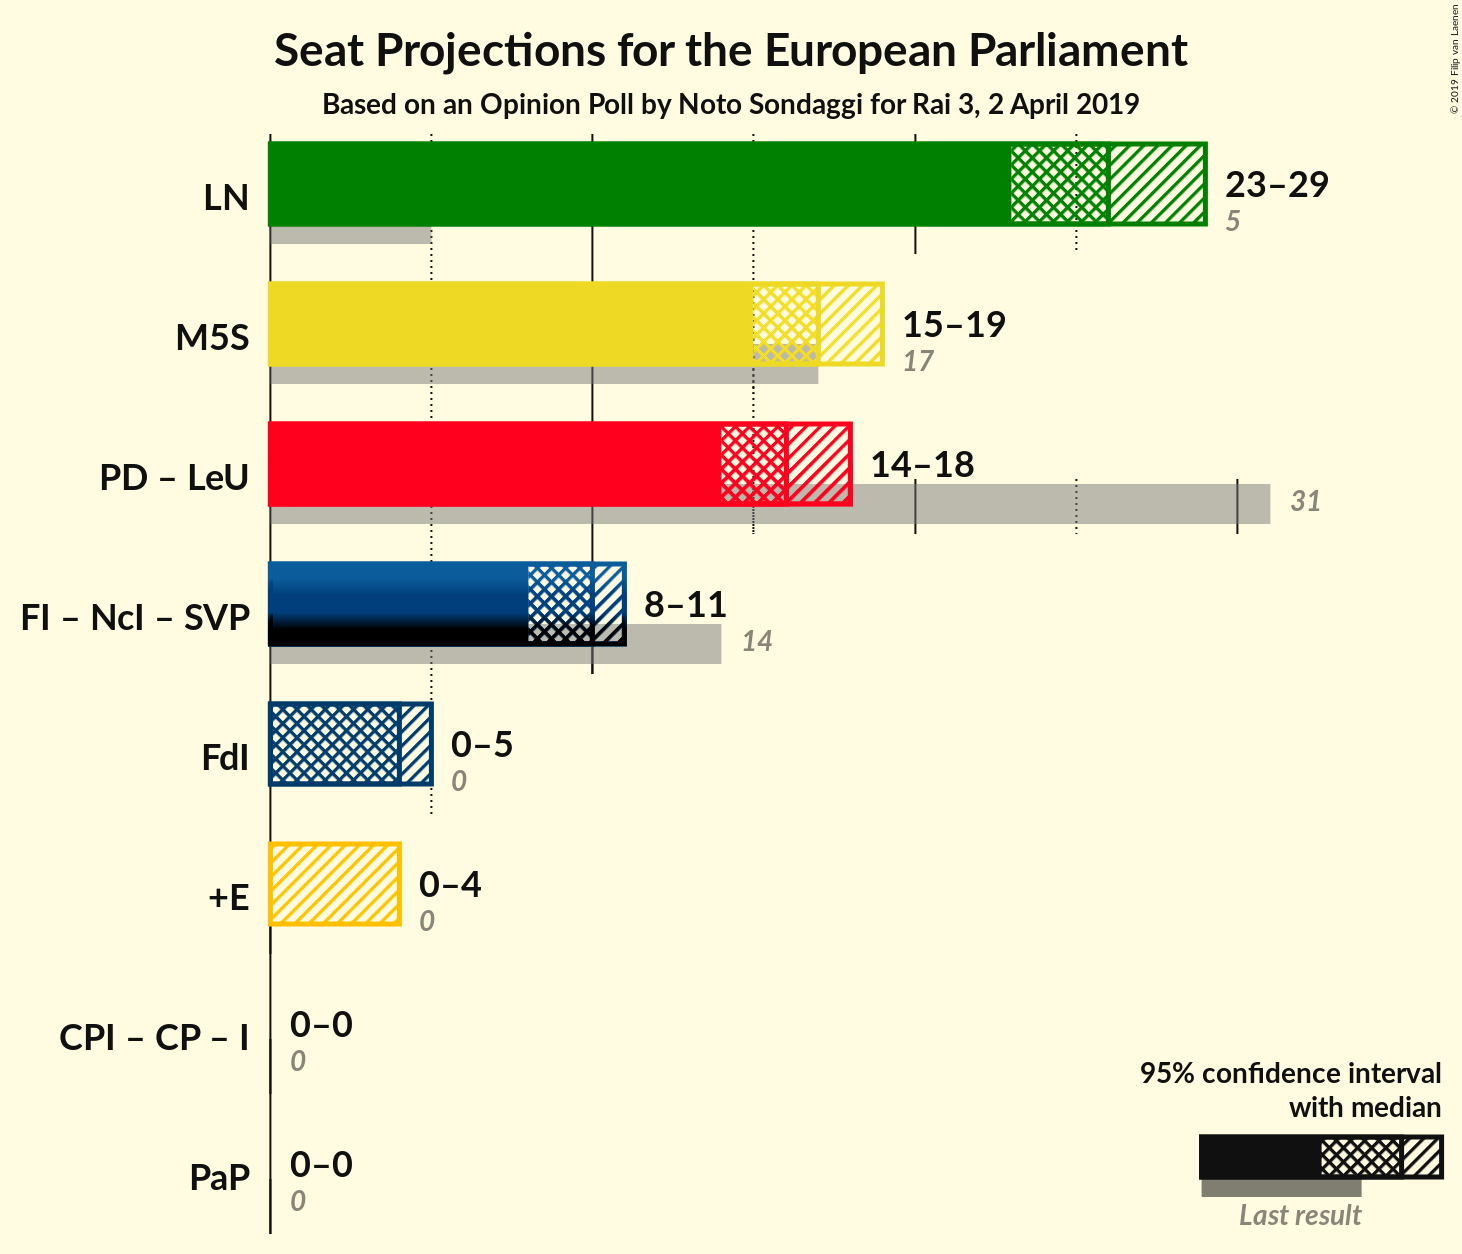 Seat Projections for the European Parliament
Based on an Opinion Poll by Noto Sondaggi for Rai 3, 2 April 2019
© 2019 Filip van Laenen
LN
23–29
5
M5S
15–19
17
PD – LeU
14–18
31
FI – NcI – SVP
8–11
14
FdI
0–5
0
+E
0–4
0
CPI – CP – I
0–0
0
PaP
0–0
0
95% confidence interval
with median
Last result